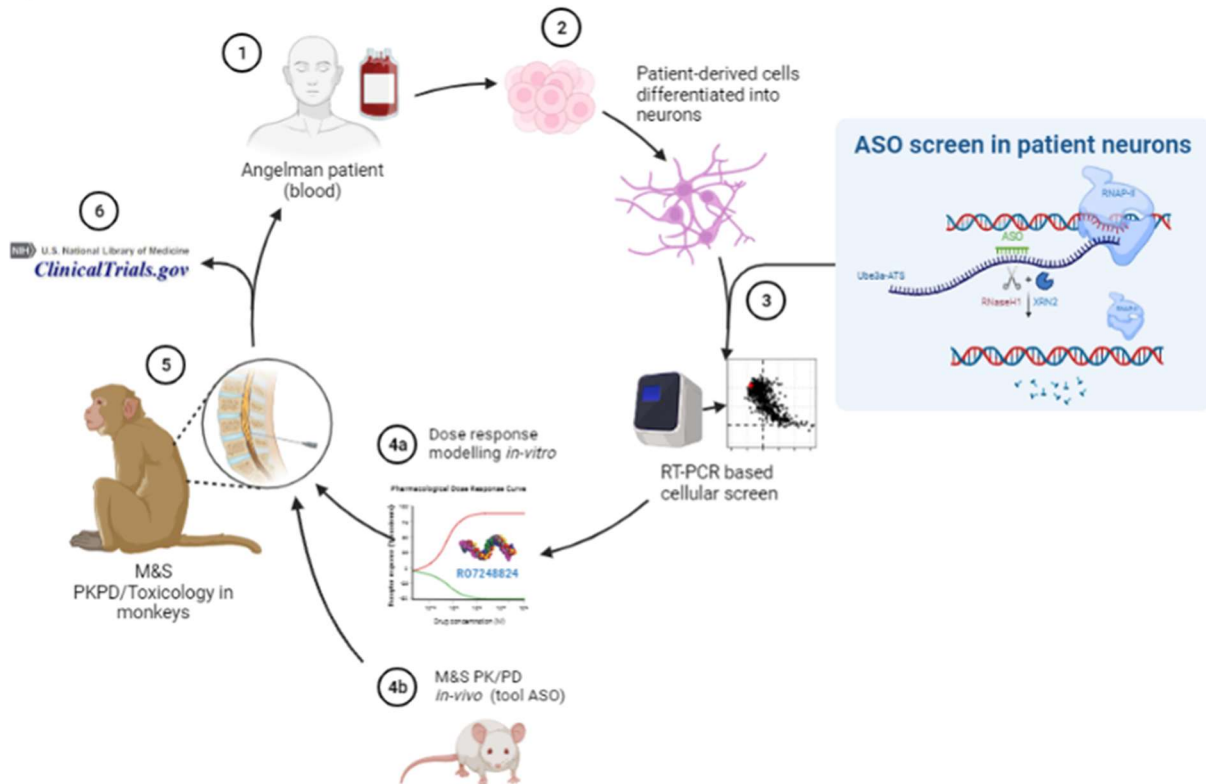 1
Angelman patient
(blood)
2
Patient-derived cells
differentiated into
neurons
ASO screen in patient neurons
RNAP-II
ASO
Ube3a-ATS
+
RNaseH1
XRN2
3
RT-PCR based
cellular screen
4a
Dose response
modelling in-vitro
Pharmacological Dose Response Curve
RO7248824
Drug concentration (M)
4b
M&S PK/PD
in-vivo (tool ASO)
5
M&S
PKPD/Toxicology in
monkeys
6
NIH U.S. National Library of Medicine
ClinicalTrials.gov